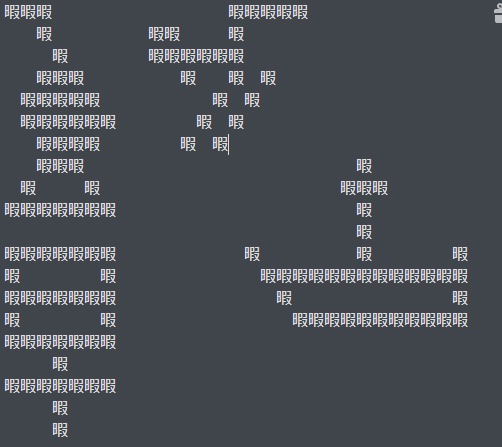 暇暇暇　　　　　　　　　　　暇暇暇暇暇
　　暇　　　　　　暇暇　　　暇
　　　暇　　　　　暇暇暇暇暇暇
　　暇暇暇　　　　　　暇　　暇　暇
　暇暇暇暇暇　　　　　　　暇　暇
　暇暇暇暇暇暇　　　　　暇　暇
　　暇暇暇暇　　　　　暇　暇
　　暇暇暇　　　　　　　　　　　　　　　　　暇
　暇　　　暇　　　　　　　　　　　　　　　暇暇暇
暇暇暇暇暇暇暇　　　　　　　　　　　　　　　暇
　　　　　　　　　　　　　　　　　　　　　　暇
暇暇暇暇暇暇暇　　　　　　　　暇　　　　　　暇　　　　　暇
暇　　　　　暇　　　　　　　　　暇暇暇暇暇暇暇暇暇暇暇暇暇
暇暇暇暇暇暇暇　　　　　　　　　　暇　　　　　　　　　　暇
暇　　　　　暇　　　　　　　　　　　暇暇暇暇暇暇暇暇暇暇暇
暇暇暇暇暇暇暇
　　　暇
暇暇暇暇暇暇暇
　　　暇
　　　暇